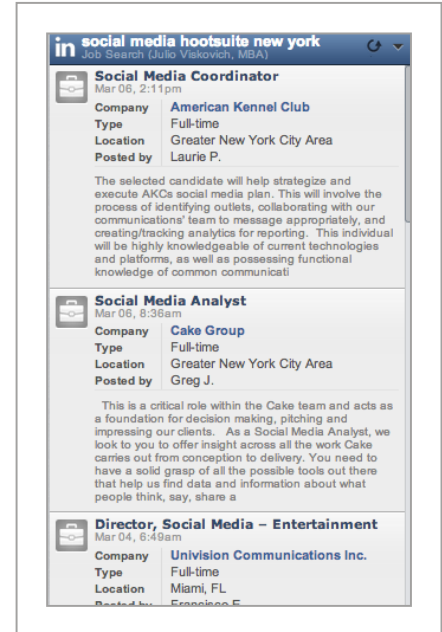 in social media hootsuite new york
Job Search (Julio Viskovich, MBA)
Social Media Coordinator
Mar 06, 2:11pm
Company American Kennel Club
Type Full-time
Location Greater New York City Area
Posted by Laurie P.
The selected candidate will help strategize and
execute AKCs social media plan. This will involve the
process of identifying outlets, collaborating with our
communications' team to message appropriately, and
creating/tracking analytics for reporting. This individual
will be highly knowledgeable of current technologies
and platforms, as well as possessing functional
knowledge of common communicati
Social Media Analyst
Mar 06, 8:36am
Company Cake Group
Type Full-time
Location Greater New York City Area
Posted by Greg J.
This is a critical role within the Cake team and acts as
a foundation for decision making, pitching and
impressing our clients. As a Social Media Analyst, we
look to you to offer insight across all the work Cake
carries out from conception to delivery. You need to
have a solid grasp of all the possible tools out there
that help us find data and information about what
people think, say, share a
Director, Social Media – Entertainment
Mar 04, 6:49am
Company Univision Communications Inc.
Type Full-time
Location Miami, FL
Posted by Francisco F.